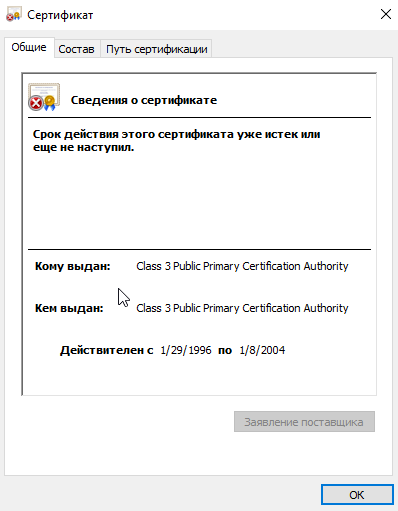 Сертификат
Общие Состав Путь сертификации
Сведения о сертификате
Срок действия этого сертификата уже истек или
еще не наступил.
Кому выдан: Class 3 Public Primary Certification Authority
Кем выдан: Class 3 Public Primary Certification Authority
Действителен с 1/29/1996 по 1/8/2004
Заявление поставщика
OK